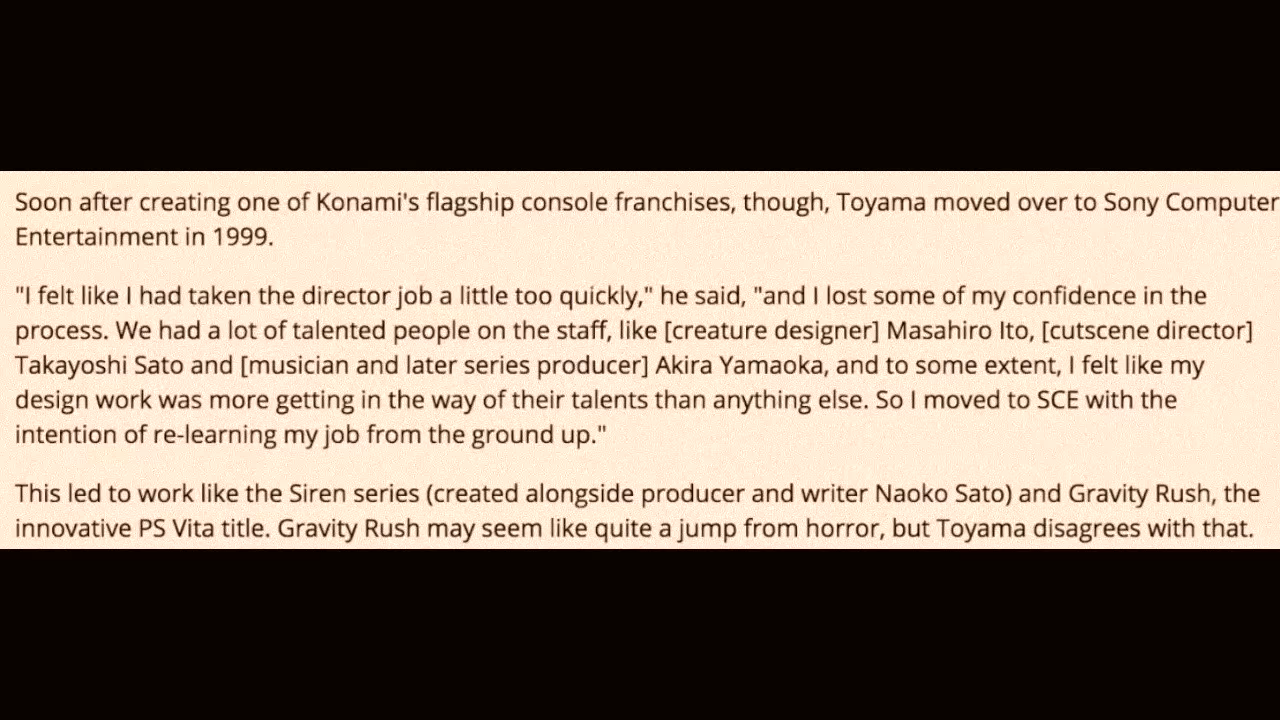 Soon after creating one of Konami's flagship console franchises, though, Toyama moved over to Sony Computer
Entertainment in 1999.
"I felt like I had taken the director job a little too quickly," he said, "and I lost some of my confidence in the
process. We had a lot of talented people on the staff, like [creature designer] Masahiro Ito, [cutscene director]
Takayoshi Sato and [musician and later series producer] Akira Yamaoka, and to some extent, I felt like my
design work was more getting in the way of their talents than anything else. So I moved to SCE with the
intention of re-learning my job from the ground up."
This led to work like the Siren series (created alongside producer and writer Naoko Sato) and Gravity Rush, the
innovative PS Vita title. Gravity Rush may seem like quite a jump from horror, but Toyama disagrees with that.